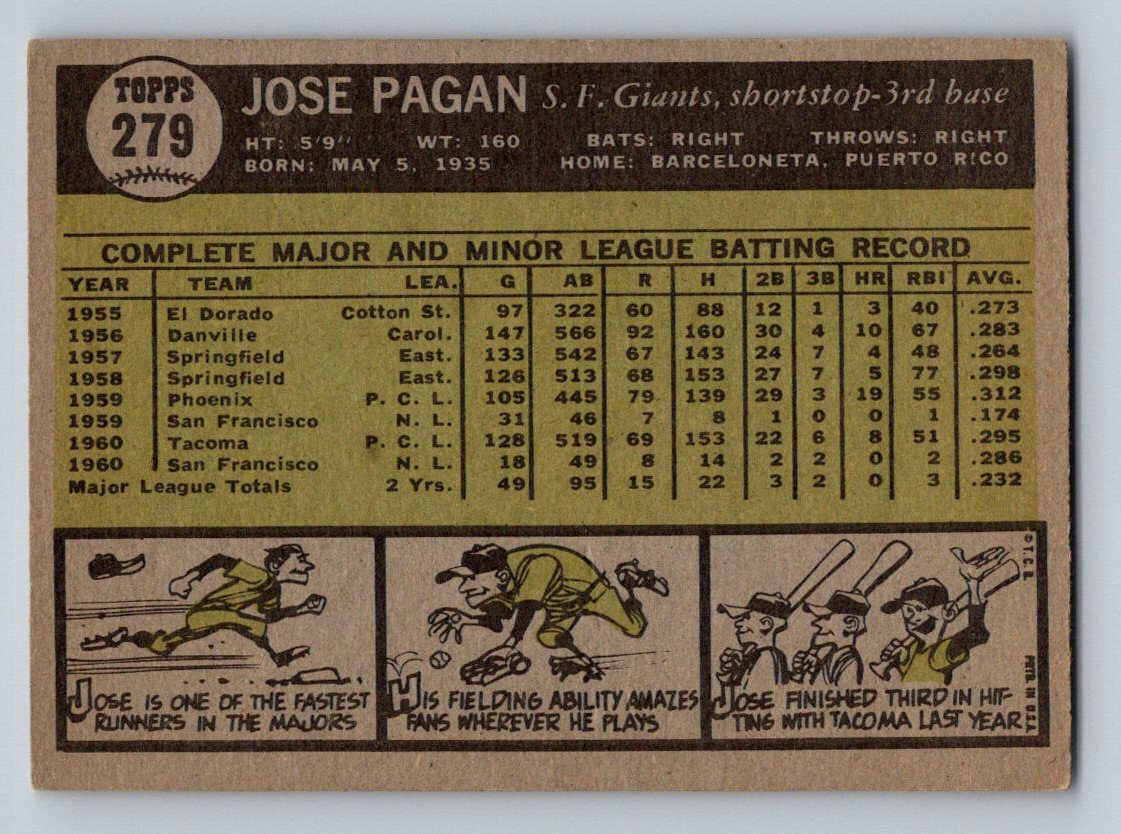 TOPPS
279
JOSE PAGAN S. F. Giants, shortstop-3rd base
HT: 5'9" WT: 160 BATS: RIGHT THROWS: RIGHT
BORN: MAY 5, 1935 HOME: BARCELONETA, PUERTO RICO
COMPLETE MAJOR AND MINOR LEAGUE BATTING RECORD
YEAR TEAM LEA. G AB R H 2B 3B HR RBI AVG.
1955 El Dorado Cotton St. 97 322 60 88 12 1 3 40 .273
1956 Danville Carol. 147 566 92 160 30 4 10 67 .283
1957 Springfield East. 133 542 67 143 24 7 4 48 .264
1958 Springfield East. 126 513 68 153 27 7 5 77 .298
1959 Phoenix P. C. L. 105 445 79 139 29 3 19 55 .312
1959 San Francisco N. L. 31 46 7 8 1 0 0 1 .174
1960 Tacoma P. C. L. 128 519 69 153 22 6 8 51 .295
1960 San Francisco N. L. 18 49 8 14 2 2 0 2 .286
Major League Totals 2 Yrs. 49 95 15 22 3 2 0 3 .232
JOSE IS ONE OF THE FASTEST
RUNNERS IN THE MAJORS
HIS FIELDING ABILITY AMAZES
FANS WHEREVER HE PLAYS
JOSE FINISHED THIRD IN HIT-
TING WITH TACOMA LAST YEAR
© T. C. G.
PRTD. IN U.S.A.